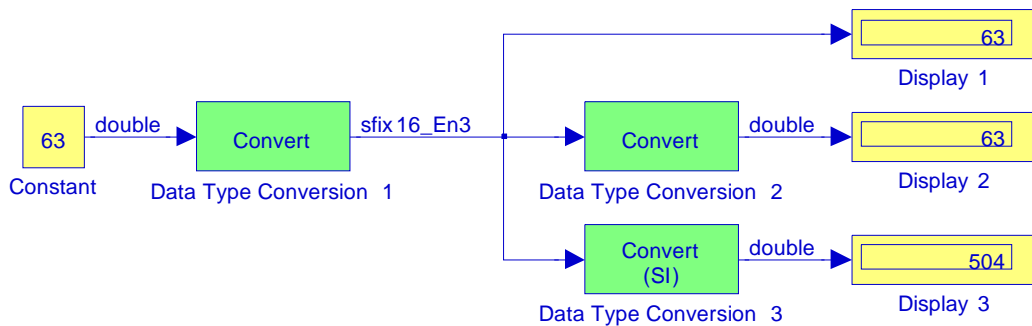 63
Display 1
63
double
Convert
sfix16_En3
Convert
double
63
Constant
Data Type Conversion 1
Data Type Conversion 2
Display 2
Convert
(SI)
double
504
Data Type Conversion 3
Display 3